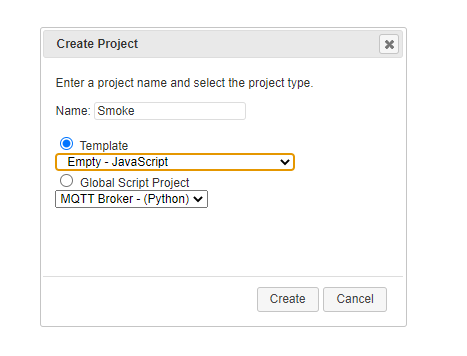 Create Project
Enter a project name and select the project type.
Name: Smoke
Template
Empty - JavaScript
Global Script Project
MQTT Broker - (Python)
Create Cancel